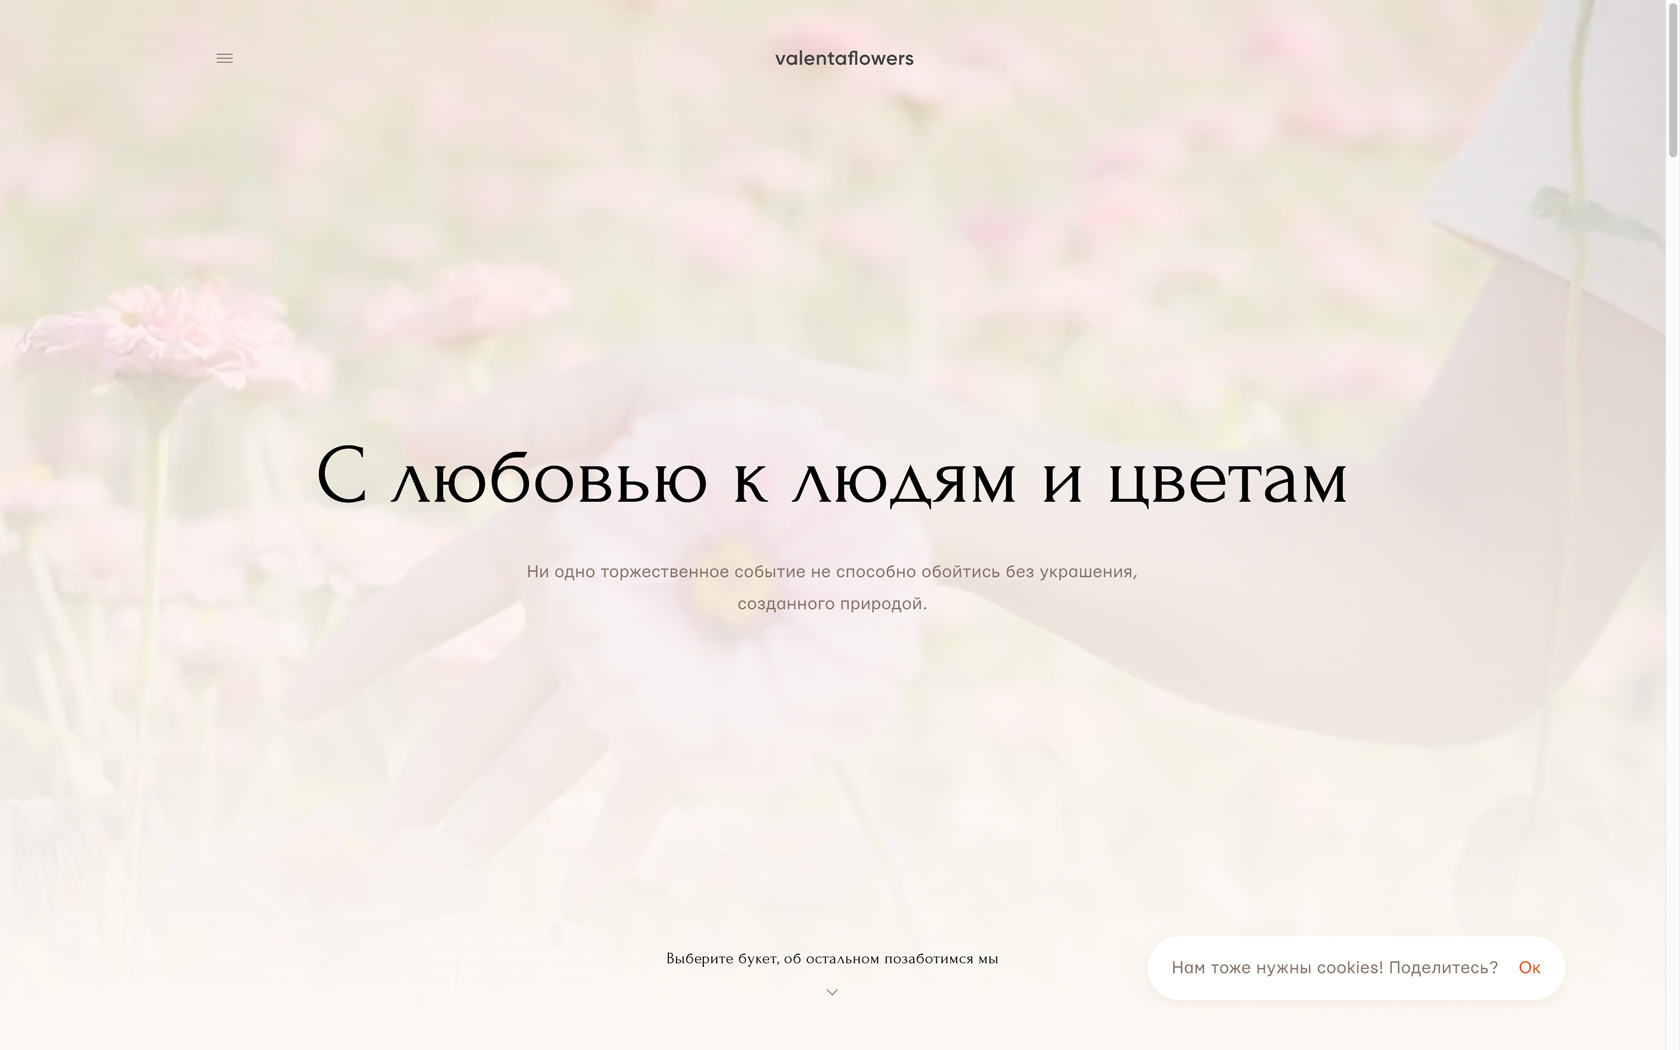 valentaflowers
С любовью к людям и цветам
Ни одно торжественное событие не способно обойтись без украшения,
созданного природой.
Выберите букет, об остальном позаботимся мы
Нам тоже нужны cookies! Поделитесь? Ок